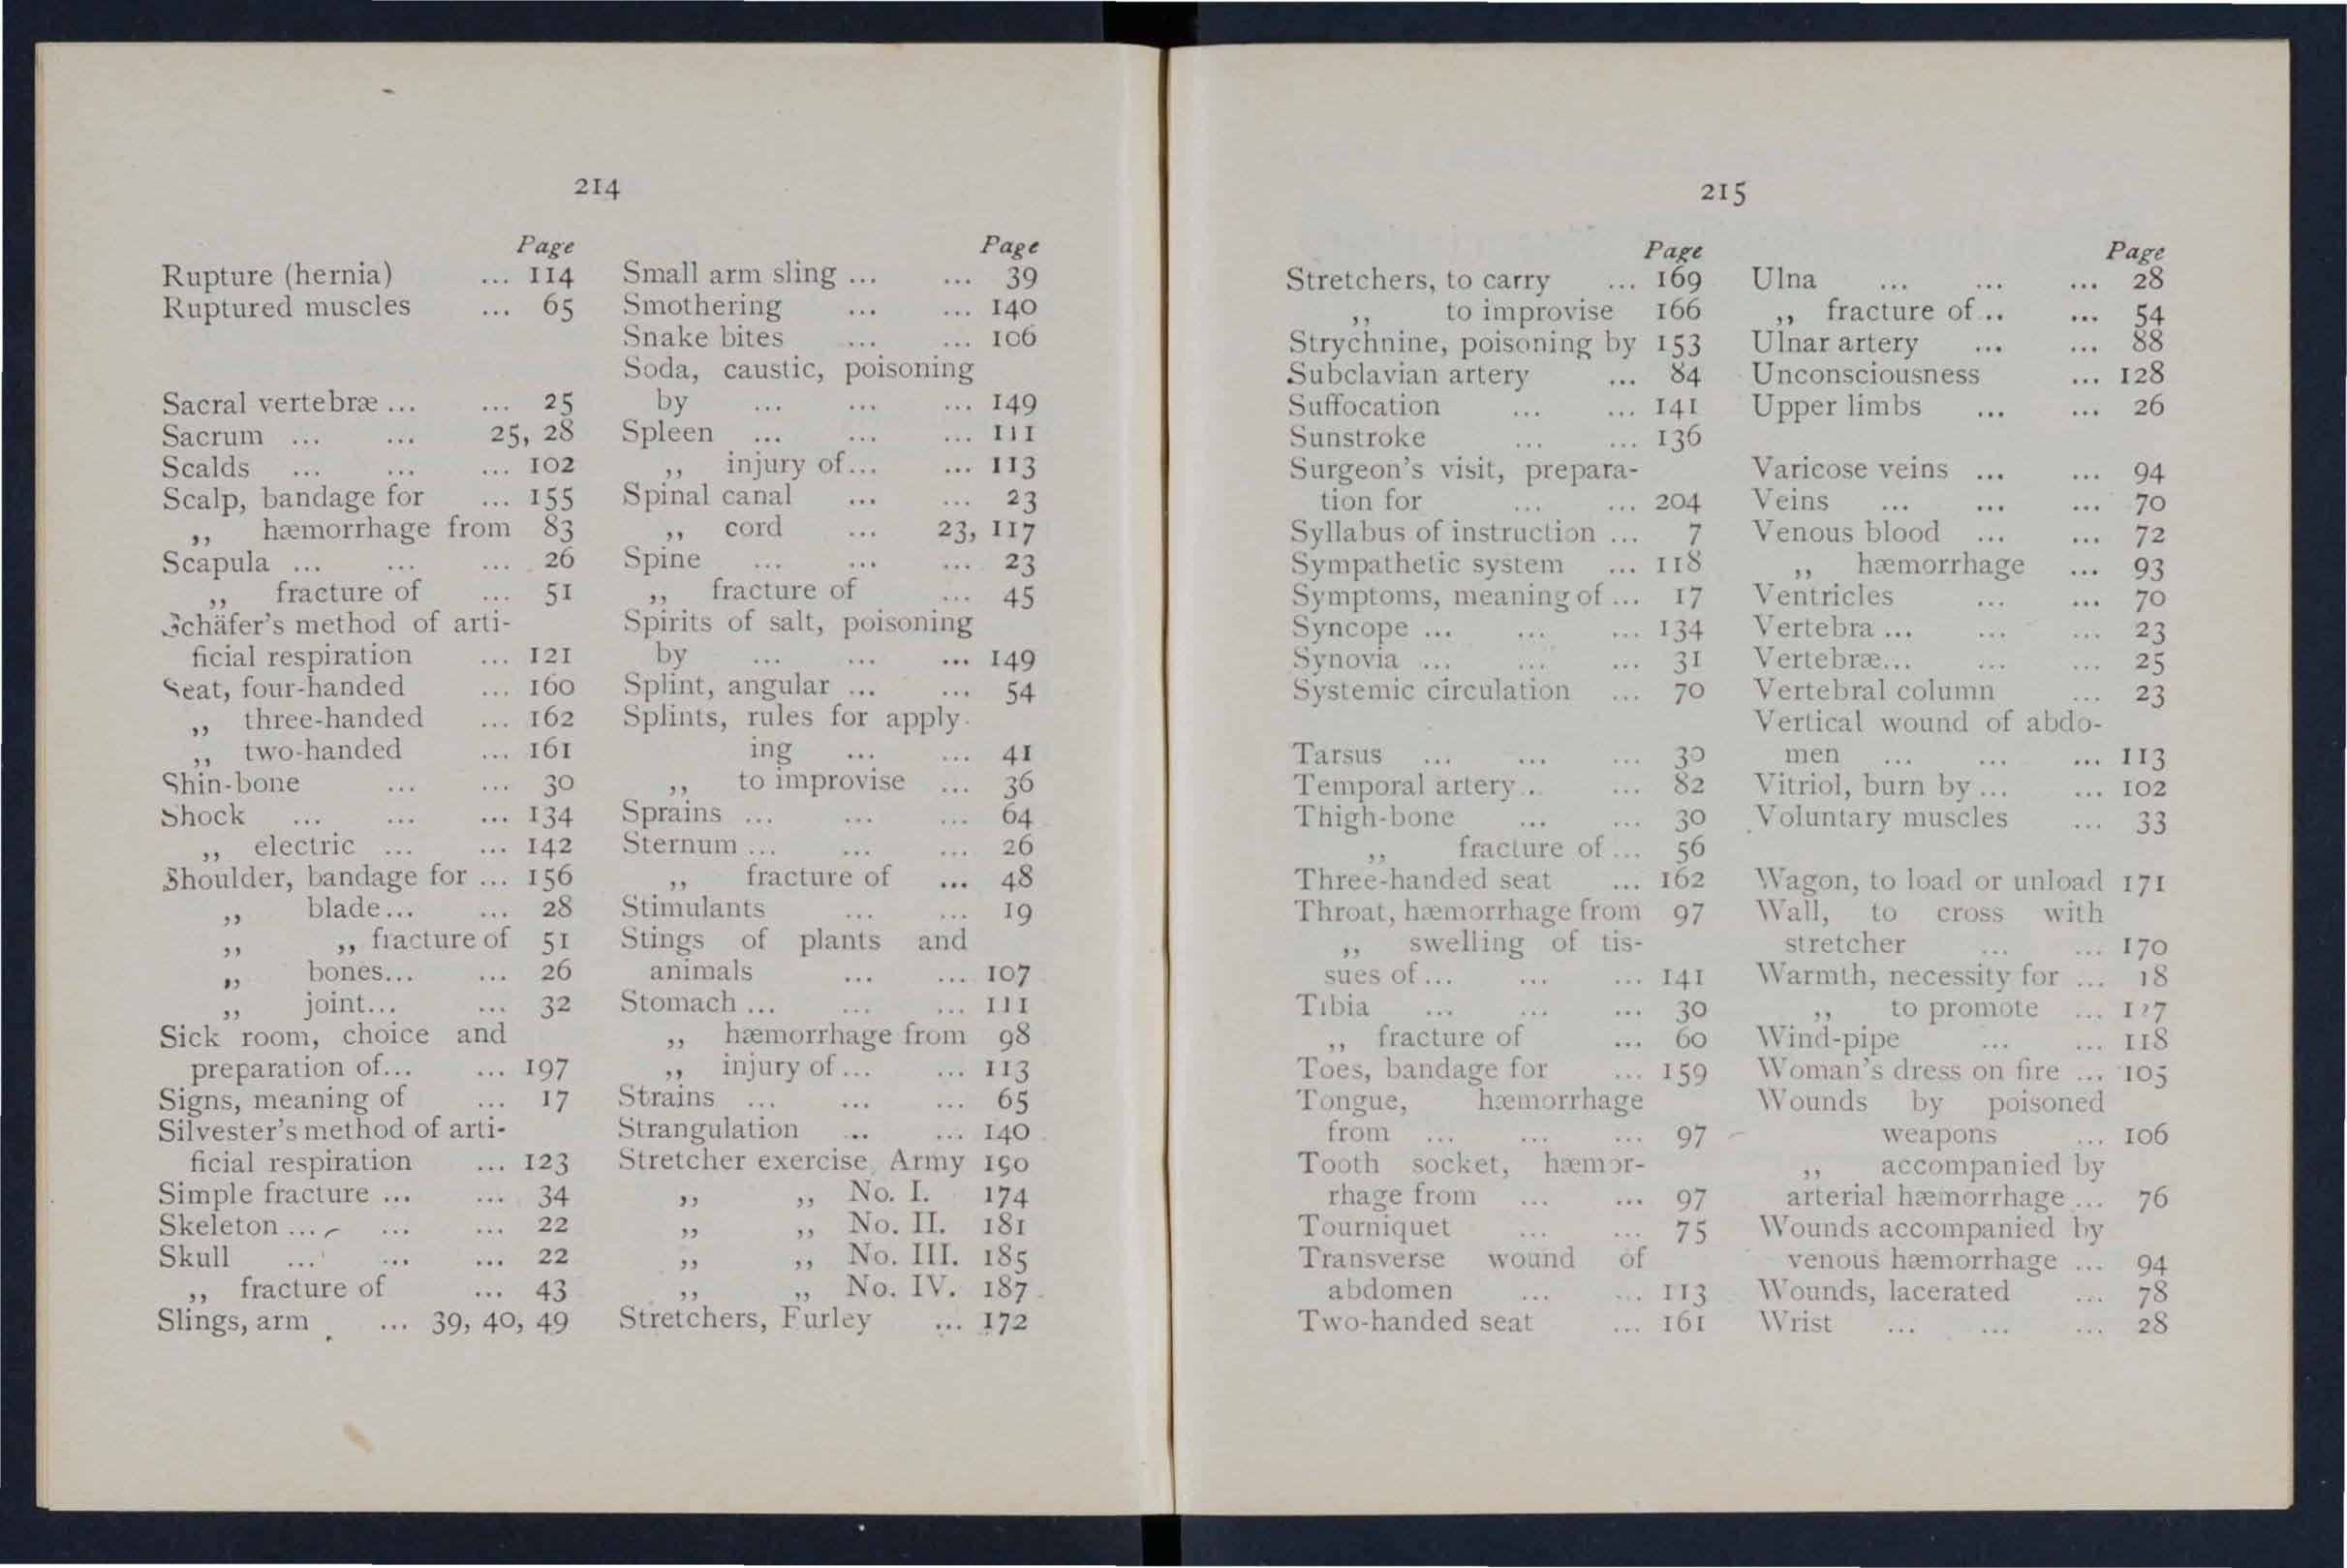 214
Page
Rupture (hernia) ... 114
Ruptured muscles ... 65
Sacral vertebræ ... ... 25
Sacrum ... ... 25, 28
Scalds ... ... ... 102
Scalp, bandage for ... 155
,, hæmorrhage from 83
Scapula ... ... ... 26
,, fracture of ... 51
Schäfer's method of arti-
ficial respiration ... 121
Seat, four-handed ... 160
,, three-handed ... 162
,, two-handed ... 161
Shin-bone ... ... 30
Shock ... ... ... 134
,, electric ... ... 142
Shoulder, bandage for ... 156
,, blade... ... 28
,, ,, fracture of 51
,, bones... ... 26
,, joint... ... 32
Sick room, choice and
preparation of... ... 197
Signs, meaning of ... 17
Silvester's method of arti-
ficial respiration ... 123
Simple fracture ... ... 34
Skeleton ... ... ... 22
Skull ... ... ... 22
,, fracture of ... 43
Slings, arm ... 39, 40, 49
Page
Small arm sling ... ... 39
Smothering ... ... 140
Snake bites ... ... 106
Soda, caustic, poisoning
by ... ... ... 149
Spleen ... ... ... 111
,, injury of... ... 113
Spinal canal ... ... 23
,, cord ... 23, 117
Spine ... ... ... 23
,, fracture of ... 45
Spirits of salt, poisoning
by ... ... ... 149
Splint, angular ... ... 54
Splints, rules for apply-
ing ... ... 41
,, to improvise ... 36
Sprains ... ... ... 64
Sternum ... ... ... 26
,, fracture of ... 48
Stimulants ... ... 19
Stings of plants and
animals ... ... 107
Stomach ... ... ... 111
,, hæmorrhage from 98
,, injury of ... ... 113
Strains ... ... ... 65
Strangulation ... ... 140
Stretcher exercise, Army 190
,, ,, No. I. 174
,, ,, No. II. 181
,, ,, No. III. 185
,, ,, No. IV. 187
Stretchers, Furley ... 172
215
Page
Stretchers, to carry ... 169
,, to improvise 166
Strychnine, poisoning by 153
Subclavian artery ... 84
Suffocation ... ... 141
Sunstroke ... ... 136
Surgeon's visit, prepara-
tion for ... ... 204
Syllabus of instruction ... 7
Sympathetic system ... 118
Symptoms, meaning of ... 17
Syncope ... ... ... 134
Synovia ... ... ... 31
Systemic circulation ... 70
Tarsus ... ... ... 30
Temporal artery .. ... 82
Thigh-bone ... ... 30
,, fracture of ... 56
Three-handed seat ... 162
Throat, hæmorrhage from 97
,, swelling of tis-
sues of ... ... ... 141
Tibia ... ... ... 30
,, fracture of ... 60
Toes, bandage for ... 159
Tongue, hæmorrhage
from ... ... ... 97
Tooth socket, hæmor-
rhage from ... ... 97
Tourniquet ... ... 75
Transverse wound of
abdomen ... ... 113
Two-handed seat ... 161
Page
Ulna ... ... ... 28
,, fracture of .. ... 54
Ulnar artery ... ... 88
Unconsciousness ... 128
Upper limbs ... ... 26
Varicose veins ... ... 94
Veins ... ... ... 70
Venous blood ... ... 72
,, hæmorrhage ... 93
Ventricles ... ... 70
Vertebra ... ... ... 23
Vertebræ... ... ... 25
Vertebral column ... 23
Vertical wound of abdo-
men ... ... ... 113
Vitriol, burn by ... ... 102
Voluntary muscles ... 33
Wagon, to load or unload 171
Wall, to cross with
stretcher ... ... 170
Warmth, necessity for ... 18
,, to promote ... 127
Wind-pipe ... ... 118
Woman's dress on fire ... 105
Wounds by poisoned
weapons ... 106
,, accompanied by
arterial hæmorrhage ... 76
Wounds accompanied by
venous hæmorrhage ... 94
Wounds, lacerated ... 78
Wrist ... ... ... 28